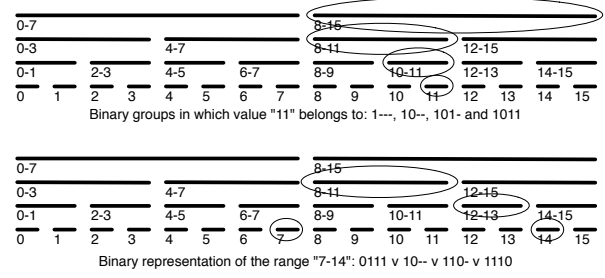 0-7 8-15
0-3 4-7 8-11 12-15
0-1 2-3 4-5 6-7 8-9 10-11 12-13 14-15
0 1 2 3 4 5 6 7 8 9 10 11 12 13 14 15
Binary groups in which value "11" belongs to: 1---, 10--, 101- and 1011
0-7 8-15
0-3 4-7 8-11 12-15
0-1 2-3 4-5 6-7 8-9 10-11 12-13 14-15
0 1 2 3 4 5 6 7 8 9 10 11 12 13 14 15
Binary representation of the range "7-14": 0111 v 10-- v 110- v 1110